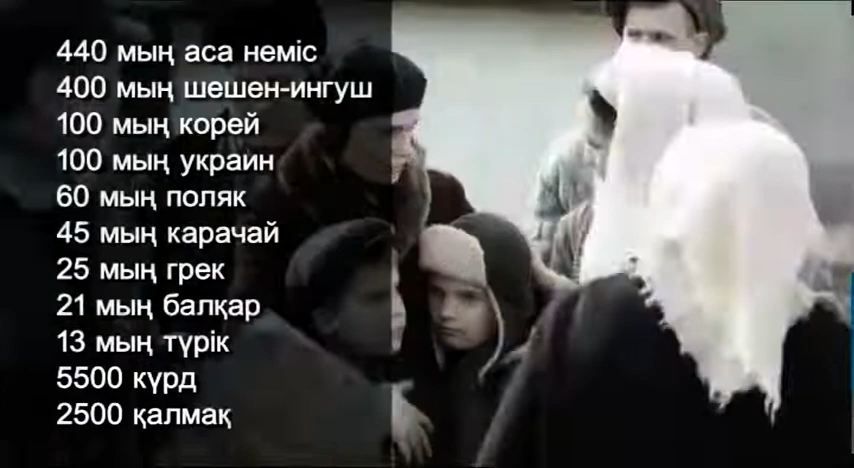 440 мың аса неміс
400 мың шешен-ингуш
100 мың корей
100 мың украин
60 мың поляк
45 мың карачай
25 мың грек
21 мың балқар
13 мың түрік
5500 күрд
2500 қалмақ